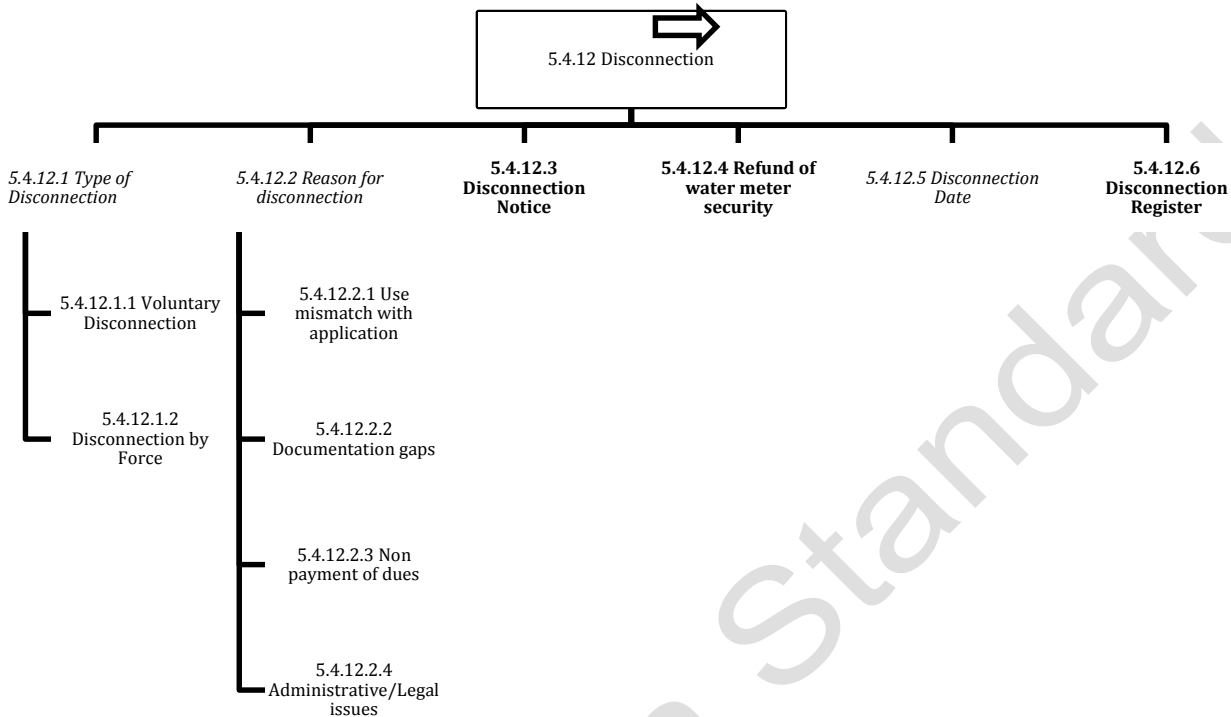 5.4.12 Disconnection
5.4.12.1 Type of
Disconnection
5.4.12.2 Reason for
disconnection
5.4.12.3
Disconnection
Notice
5.4.12.4 Refund of
water meter
security
5.4.12.5 Disconnection
Date
5.4.12.6
Disconnection
Register
5.4.12.1.1 Voluntary
Disconnection
5.4.12.1.2
Disconnection by
Force
5.4.12.2.1 Use
mismatch with
application
5.4.12.2.2
Documentation gaps
5.4.12.2.3 Non
payment of dues
5.4.12.2.4
Administrative/Legal
issues